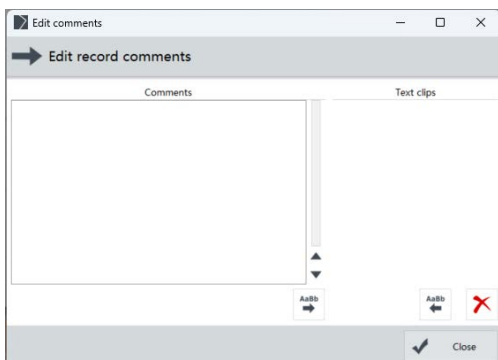 Edit comments
Edit record comments
Comments
Text clips
AaBb
AaBb
Close